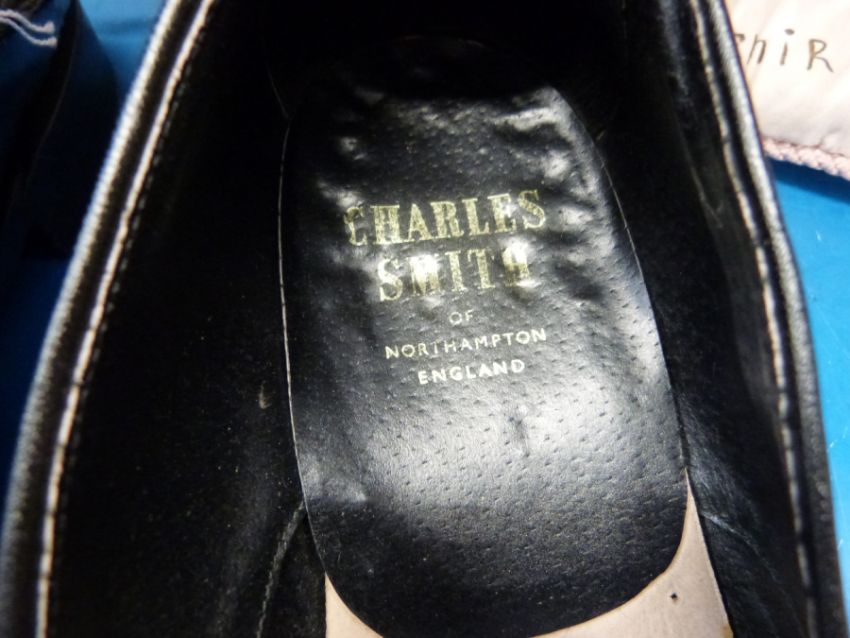 CHARLES
SMITH
OF
NORTHAMPTON
ENGLAND